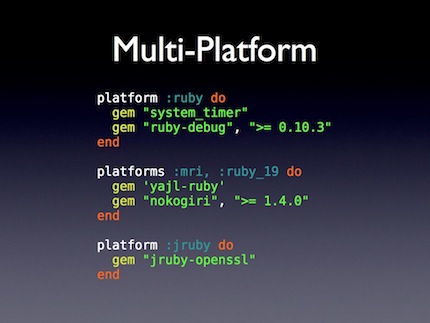 Multi-Platform
platform :ruby do
  gem "system_timer"
  gem "ruby-debug", ">= 0.10.3"
end
platforms :mri, :ruby_19 do
  gem 'yajl-ruby'
  gem "nokogiri", ">= 1.4.0"
end
platform :jruby do
  gem "jruby-openssl"
end